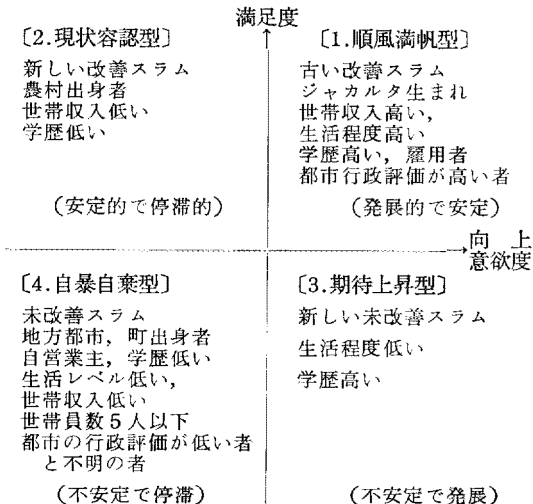 満足度
〔2.現状容認型〕
新しい改善スラム
農村出身者
世帯収入低い
学歴低い
(安定的で停滞的)
〔1.順風満帆型〕
古い改善スラム
ジャカルタ生まれ
世帯収入高い,
生活程度高い
学歴高い, 雇用者
都市行政評価が高い者
(発展的で安定)
向 上
意欲度
〔4.自暴自棄型〕
未改善スラム
地方都市, 町出身者
自営業主, 学歴低い
生活レベル低い,
世帯収入低い
世帯員数5人以下
都市の行政評価が低い者
と不明の者
(不安定で停滞)
〔3.期待上昇型〕
新しい未改善スラム
生活程度低い
学歴高い
(不安定で発展)